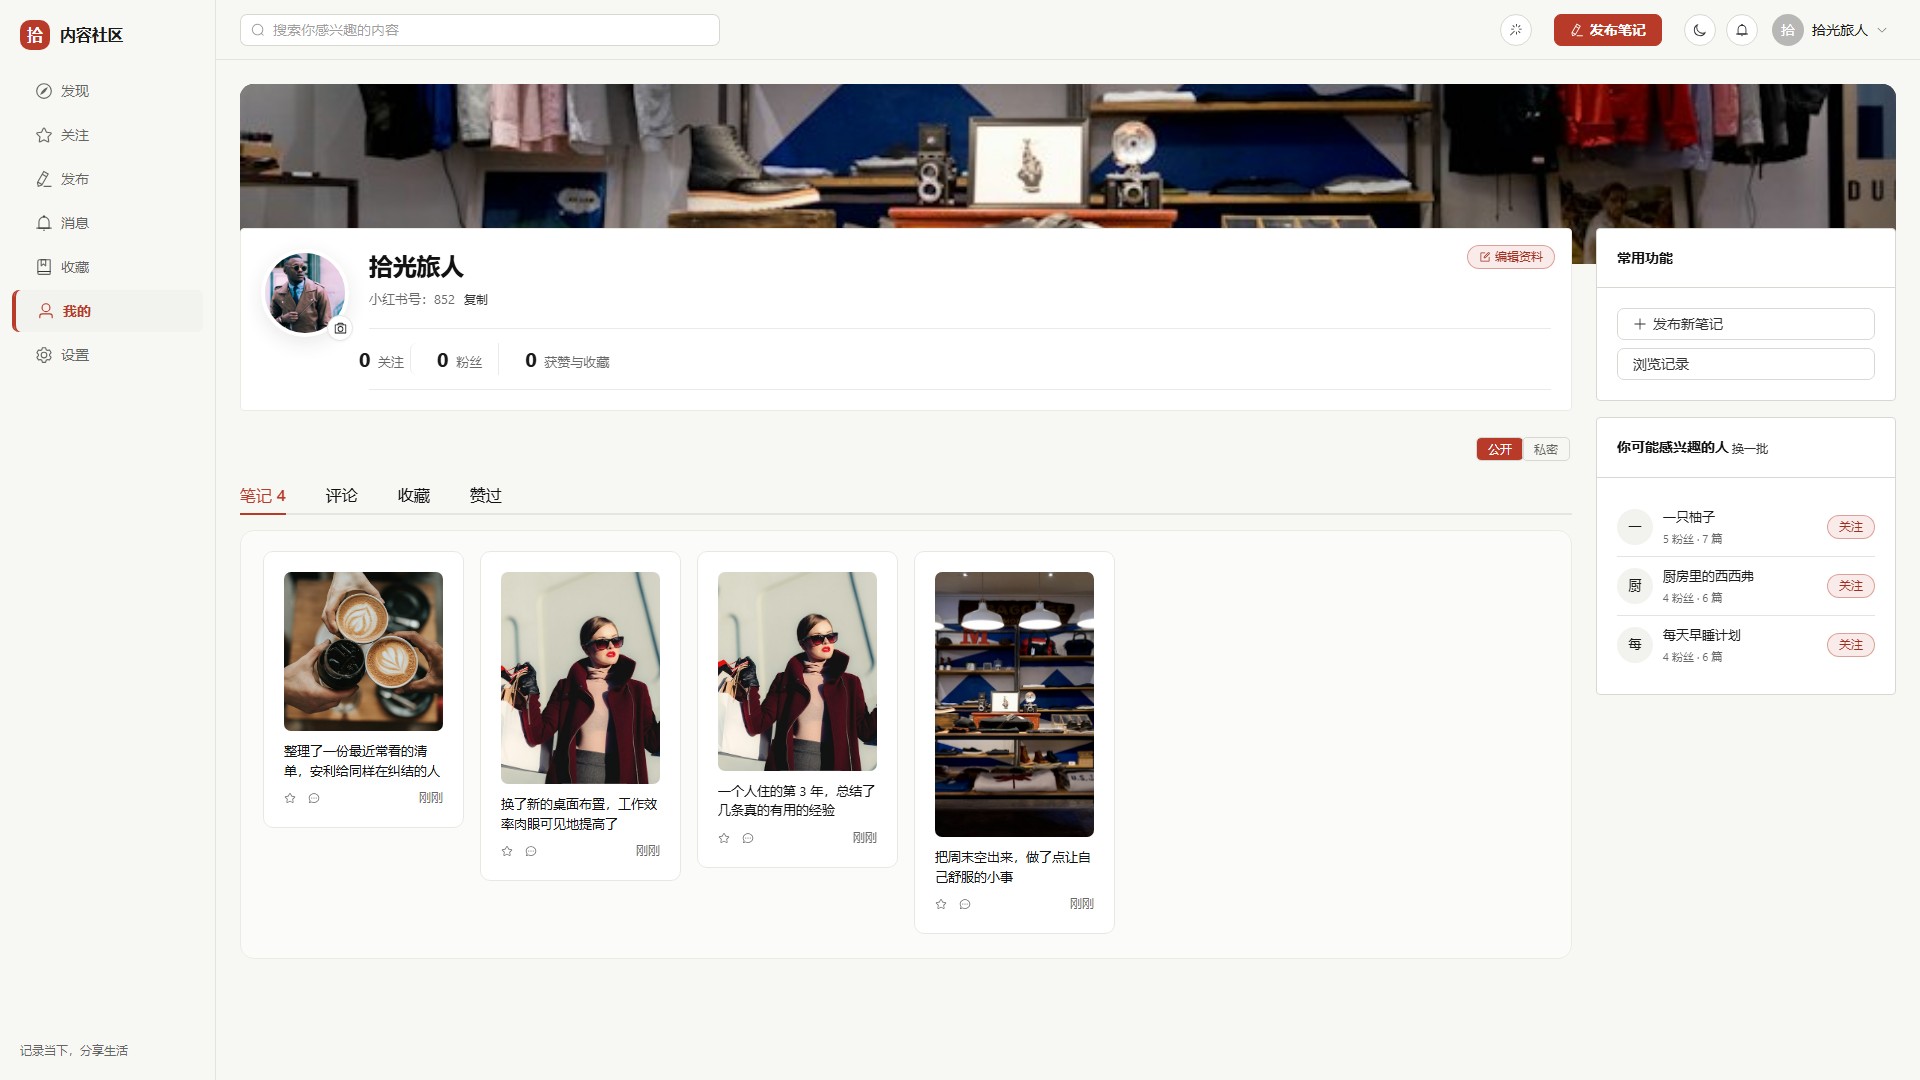 拾 内容社区
搜索你感兴趣的内容
发布笔记
拾 拾光旅人
发现
关注
发布
消息
收藏
我的
设置
记录当下，分享生活
DU
拾光旅人
小红书号：852 复制
编辑资料
0 关注
0 粉丝
0 获赞与收藏
公开 私密
笔记 4 评论 收藏 赞过
整理了一份最近常看的清
单，安利给同样在纠结的人
刚刚
换了新的桌面布置，工作效
率肉眼可见地提高了
刚刚
一个人住的第 3 年，总结了
几条真的有用的经验
刚刚
把周末空出来，做了点让自
己舒服的小事
刚刚
常用功能
发布新笔记
浏览记录
你可能感兴趣的人 换一批
一 一只柚子
5 粉丝 · 7 篇
关注
厨 厨房里的西西弗
4 粉丝 · 6 篇
关注
每 每天早睡计划
4 粉丝 · 6 篇
关注